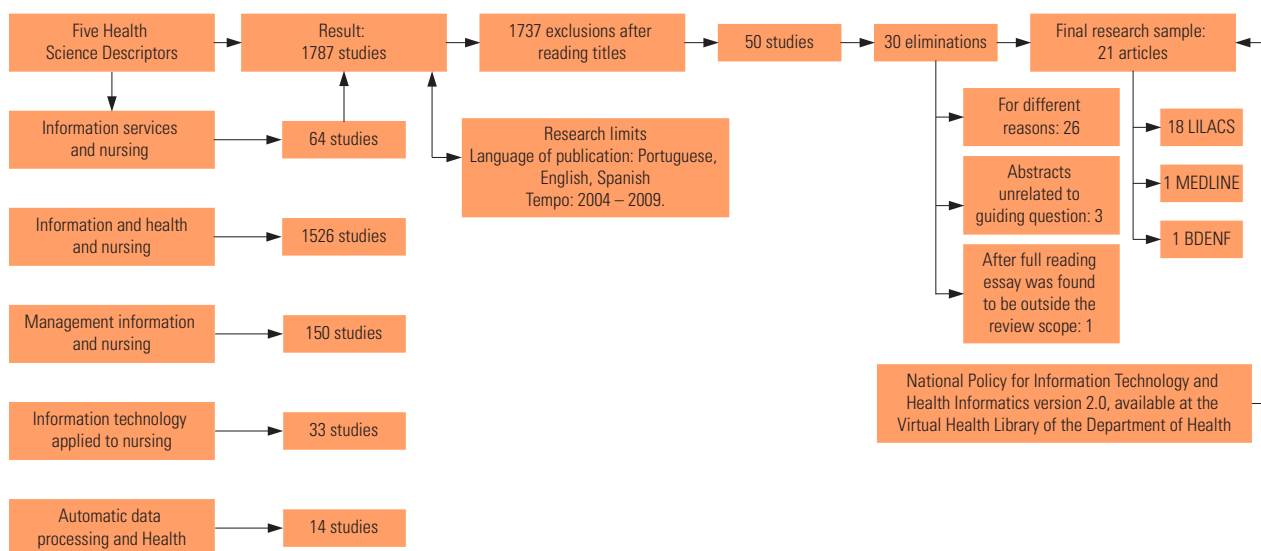 Five Health
Science Descriptors
Result:
1787 studies
1737 exclusions after
reading titles
50 studies
30 eliminations
Final research sample:
21 articles
Information services
and nursing
64 studies
Research limits
Language of publication: Portuguese,
English, Spanish
Tempo: 2004 – 2009.
For different
reasons: 26
Abstracts
unrelated to
guiding question: 3
After full reading
essay was found
to be outside the
review scope: 1
18 LILACS
1 MEDLINE
1 BDENF
Information and health
and nursing
1526 studies
Management information
and nursing
150 studies
Information technology
applied to nursing
33 studies
Automatic data
processing and Health
14 studies
National Policy for Information Technology and
Health Informatics version 2.0, available at the
Virtual Health Library of the Department of Health